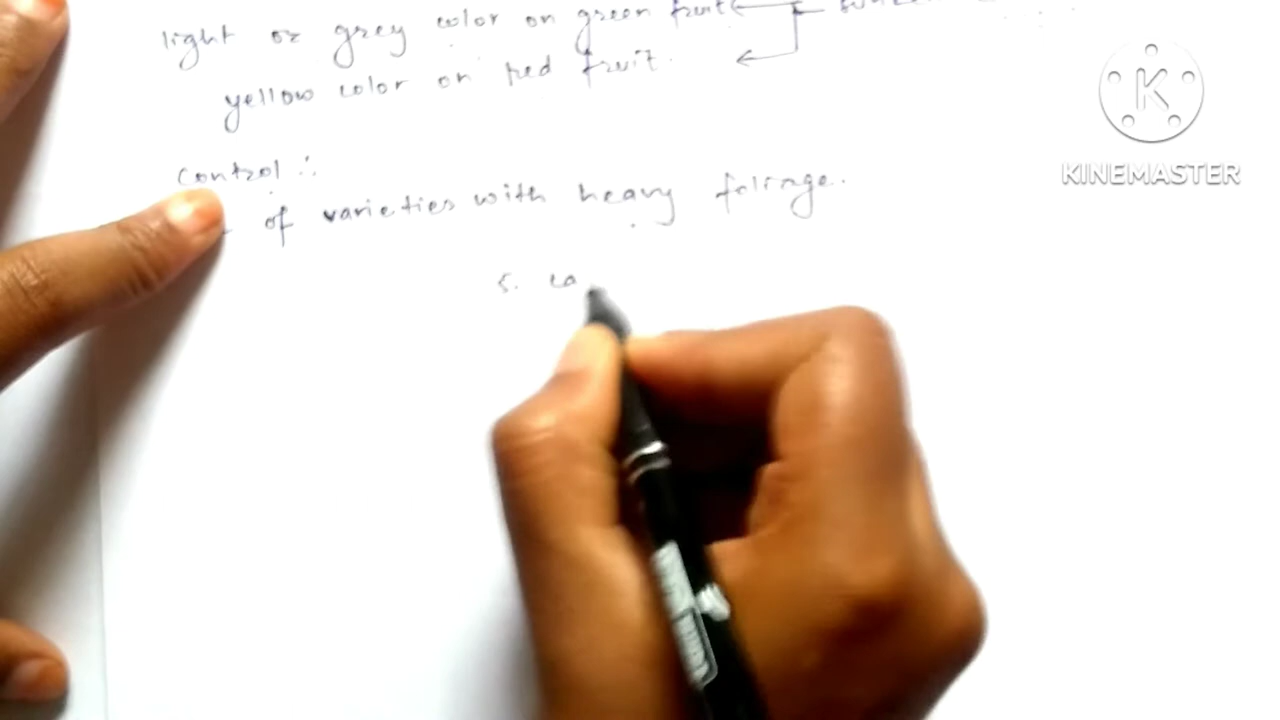 light or grey color on green fruit
yellow color on red fruit.
Control :
of varieties with heavy foliage.
5. ca
K
KINEMASTER